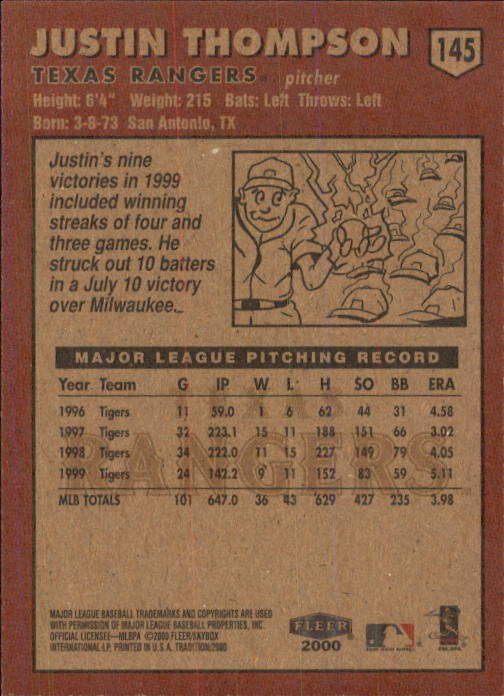 JUSTIN THOMPSON
145
TEXAS RANGERS pitcher
Height: 6'4" Weight: 215 Bats: Left Throws: Left
Born: 3-8-73 San Antonio, TX
Justin's nine
victories in 1999
included winning
streaks of four and
three games. He
struck out 10 batters
in a July 10 victory
over Milwaukee.
MAJOR LEAGUE PITCHING RECORD
Year Team G IP W L H SO BB ERA
1996 Tigers 11 59.0 1 6 62 44 31 4.58
1997 Tigers 32 223.1 15 11 188 151 66 3.02
1998 Tigers 34 222.0 11 15 227 149 79 4.05
1999 Tigers 24 142.2 9 11 152 83 59 5.11
MLB TOTALS 101 647.0 36 43 629 427 235 3.98
TEXAS
RANGERS
MAJOR LEAGUE BASEBALL TRADEMARKS AND COPYRIGHTS ARE USED
WITH PERMISSION OF MAJOR LEAGUE BASEBALL PROPERTIES, INC.
OFFICIAL LICENSEE—MLBPA ©2000 FLEER/SKYBOX
INTERNATIONAL-LP, PRINTED IN U.S.A. TRADITION/2000
FLEER
2000